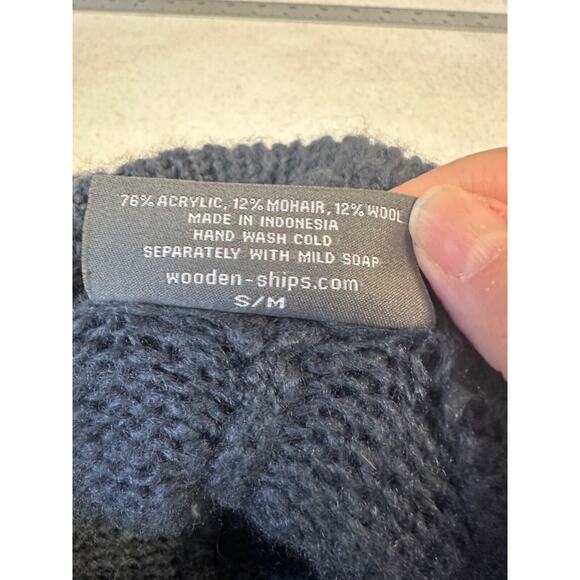 76% ACRYLIC, 12% MOHAIR, 12% WOOL
MADE IN INDONESIA
HAND WASH COLD
SEPARATELY WITH MILD SOAP
wooden-ships.com
S/M